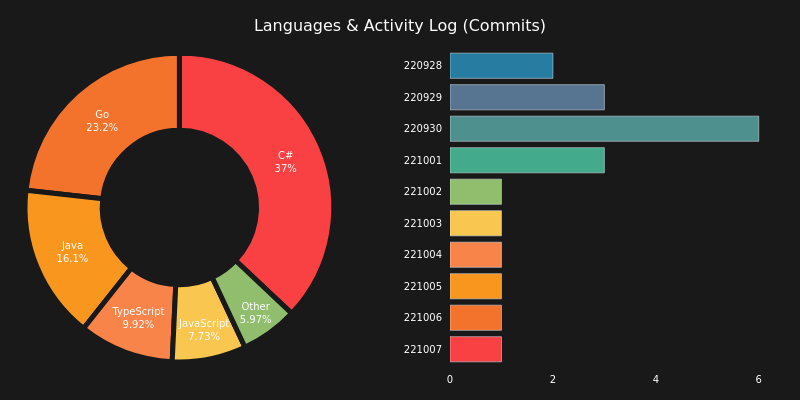 Languages & Activity Log (Commits)
Go
23.2%
C#
37%
Java
16.1%
TypeScript
9.92%
JavaScript
7.73%
Other
5.97%
220928
220929
220930
221001
221002
221003
221004
221005
221006
221007
0 2 4 6